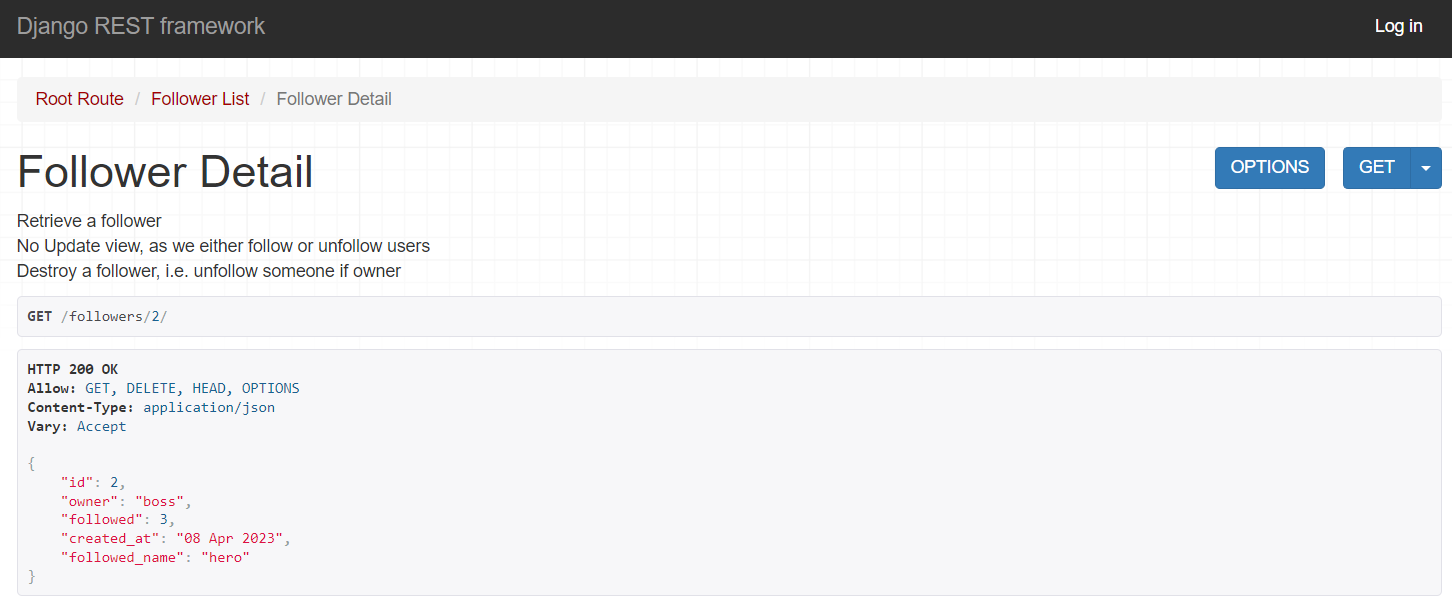 Django REST framework Log in
Root Route / Follower List / Follower Detail
Follower Detail OPTIONS GET
Retrieve a follower
No Update view, as we either follow or unfollow users
Destroy a follower, i.e. unfollow someone if owner
GET /followers/2/
HTTP 200 OK
Allow: GET, DELETE, HEAD, OPTIONS
Content-Type: application/json
Vary: Accept
{
    "id": 2,
    "owner": "boss",
    "followed": 3,
    "created_at": "08 Apr 2023",
    "followed_name": "hero"
}